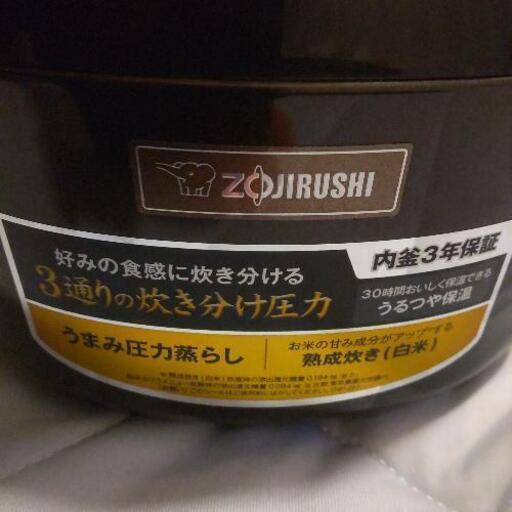 ZOJIRUSHI
好みの食感に炊き分ける
3通りの炊き分け圧力
内釜3年保証
30時間おいしく保温できる
うるつや保温
うまみ圧力蒸らし
お米の甘み成分がアップする
熟成炊き(白米)